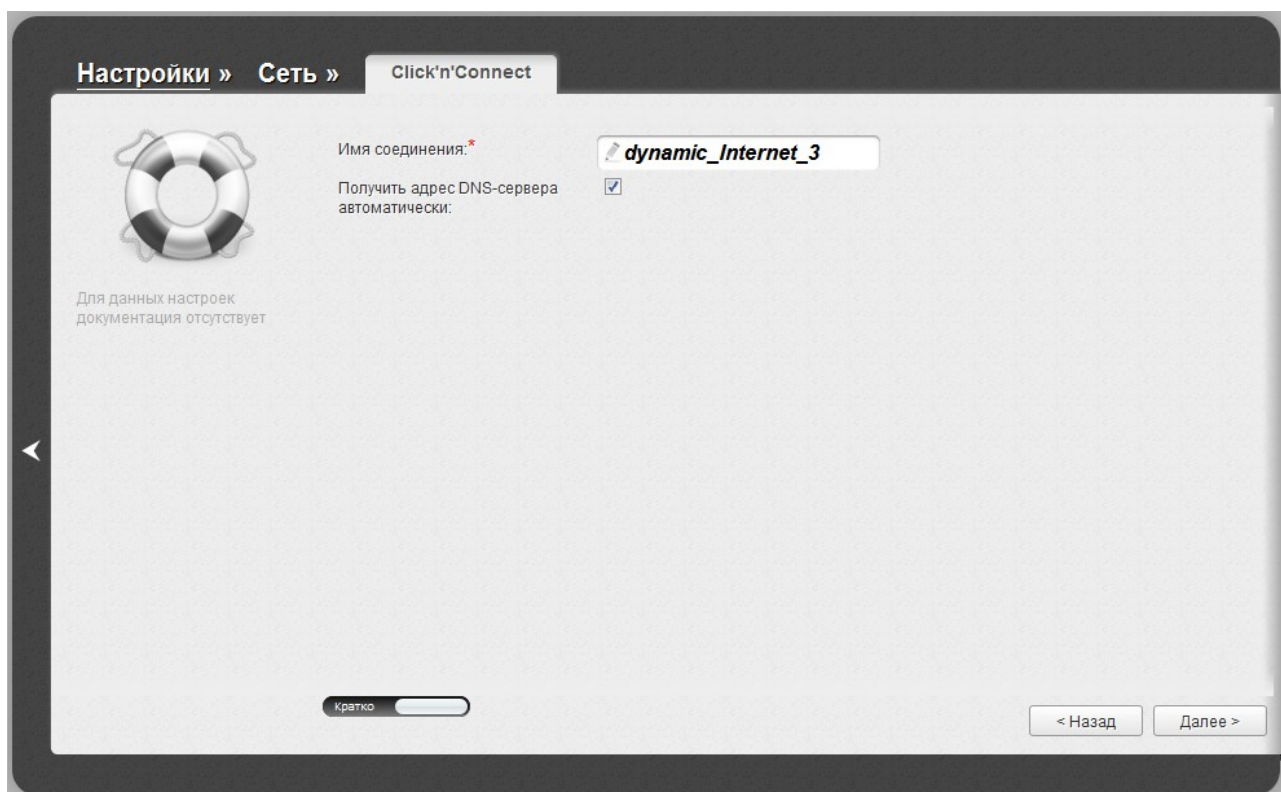 Настройки » Сеть » Click'n'Connect
Имя соединения:* dynamic_Internet_3
Получить адрес DNS-сервера
автоматически:
Для данных настроек
документация отсутствует
Кратко
< Назад Далее >